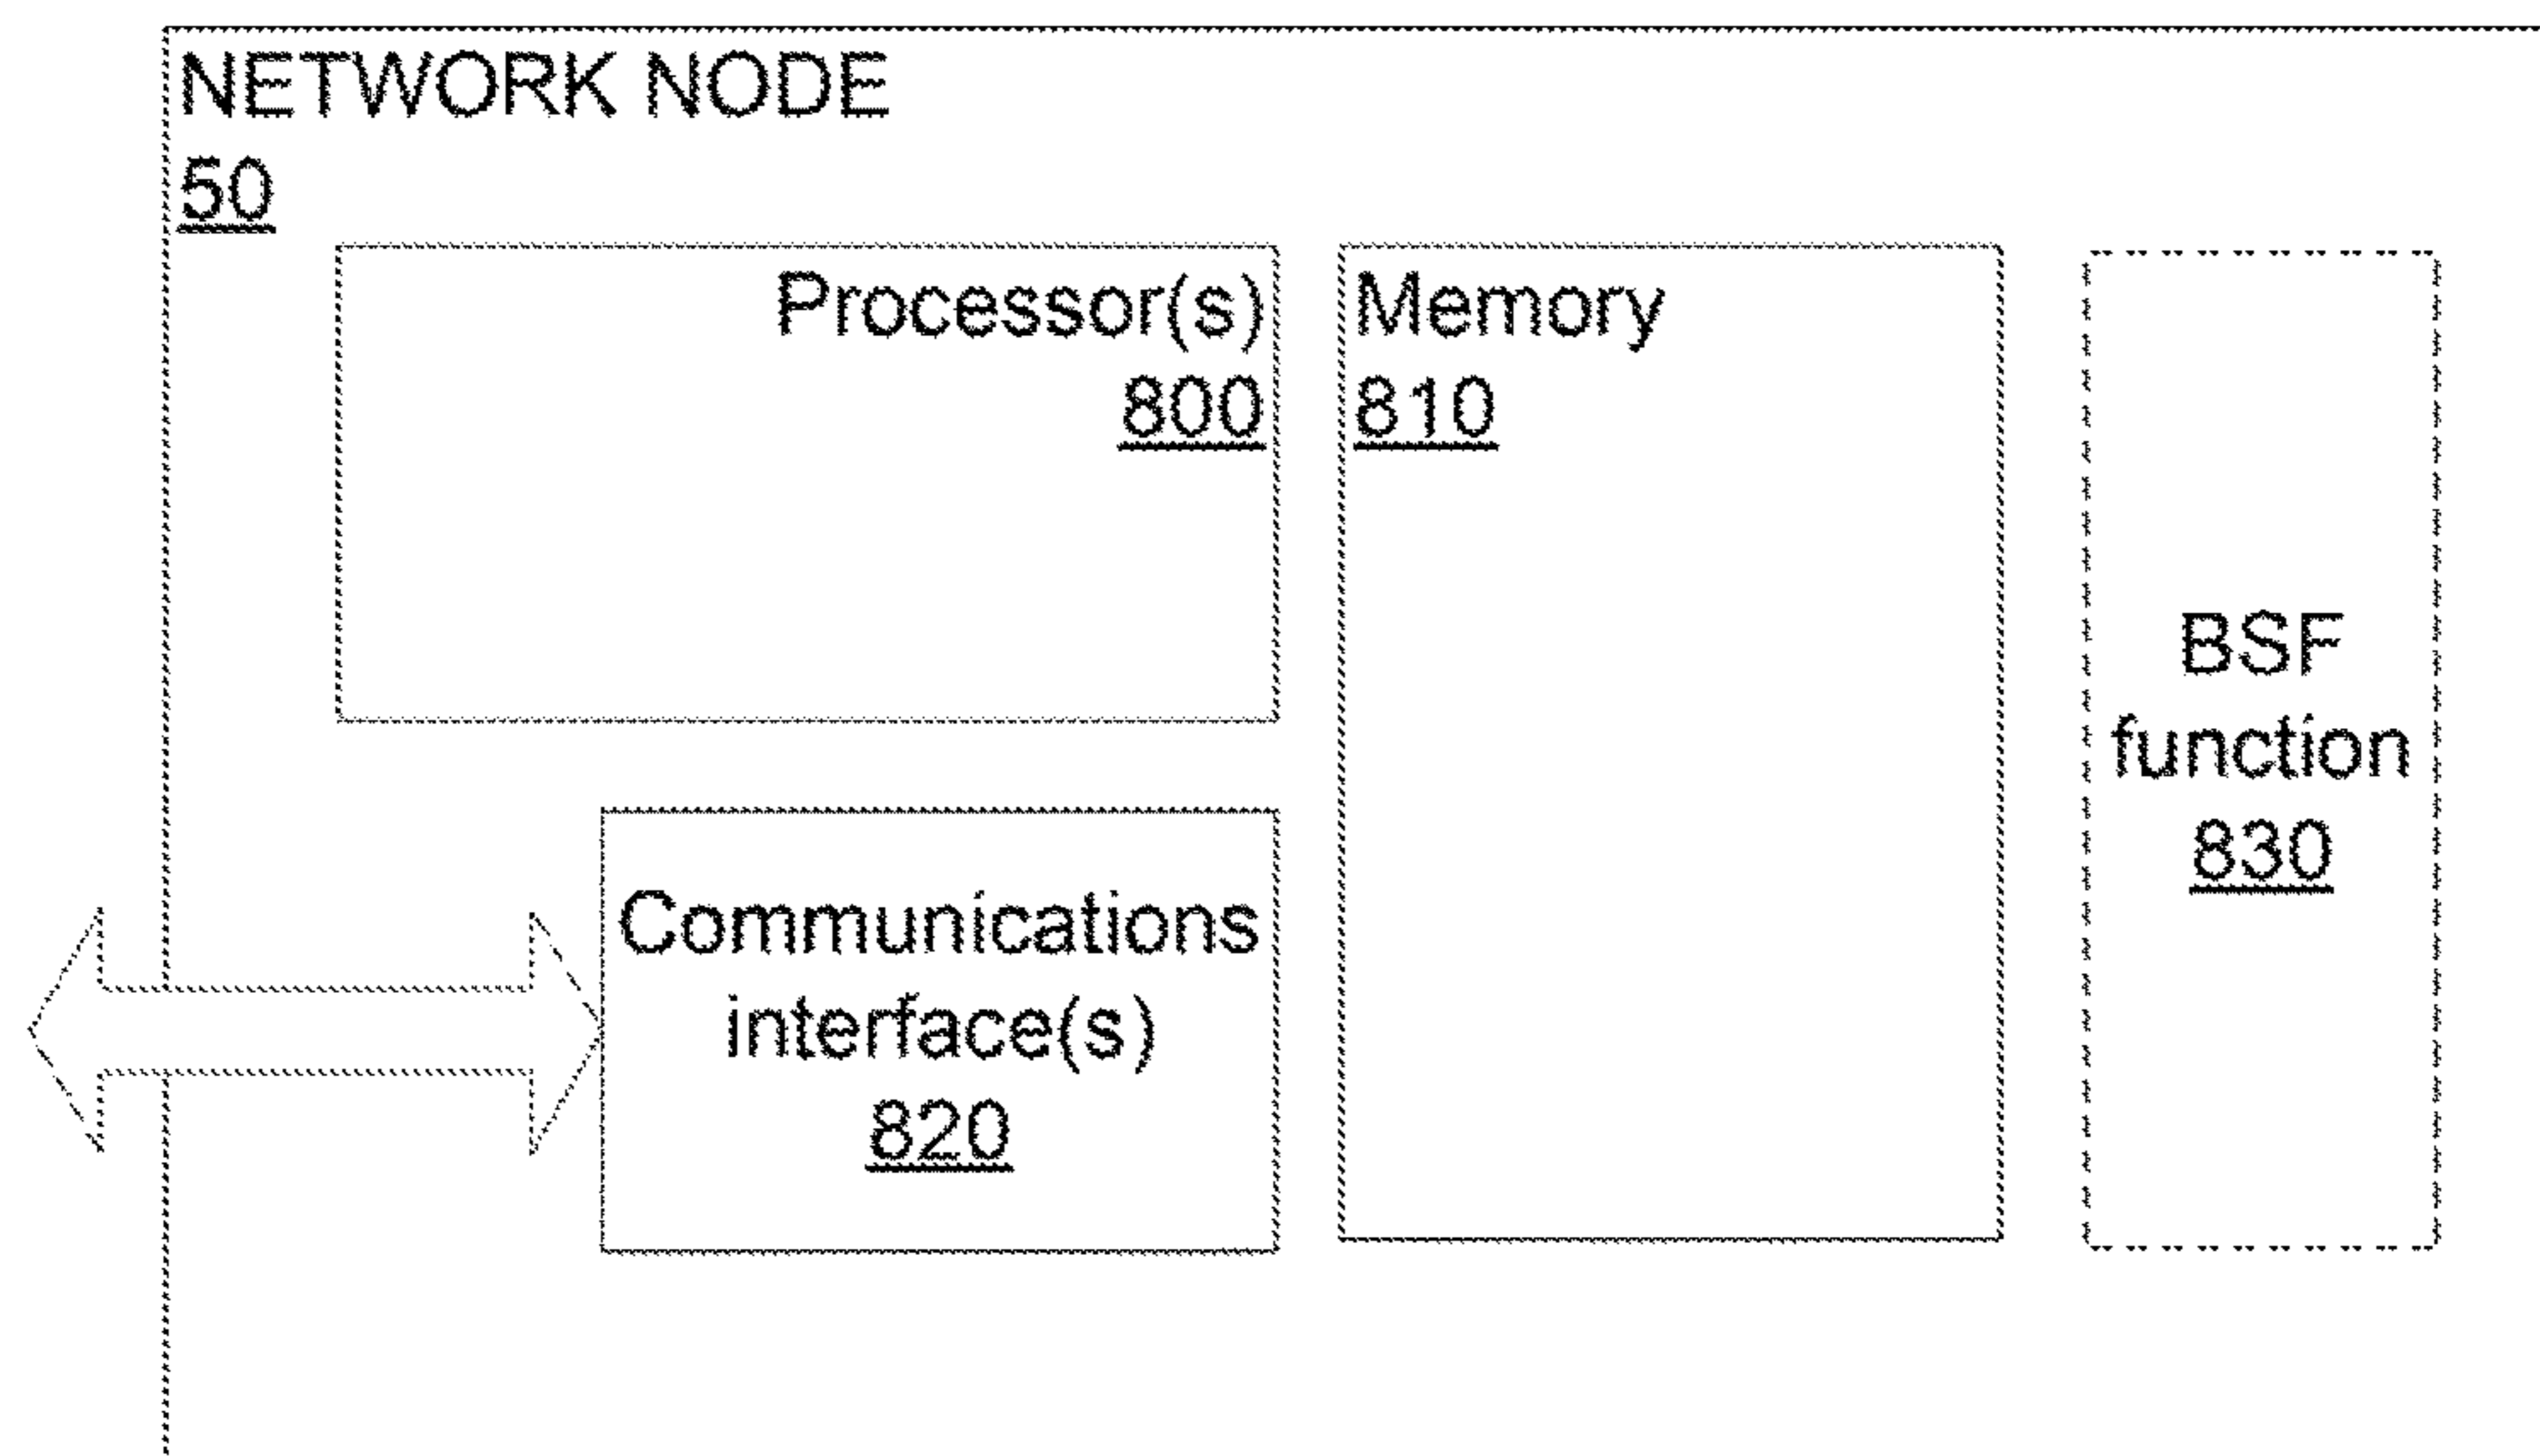 NETWORK NODE
50
Processor(s)
800
Memory
810
Communications
interface(s)
820
BSF
function
830